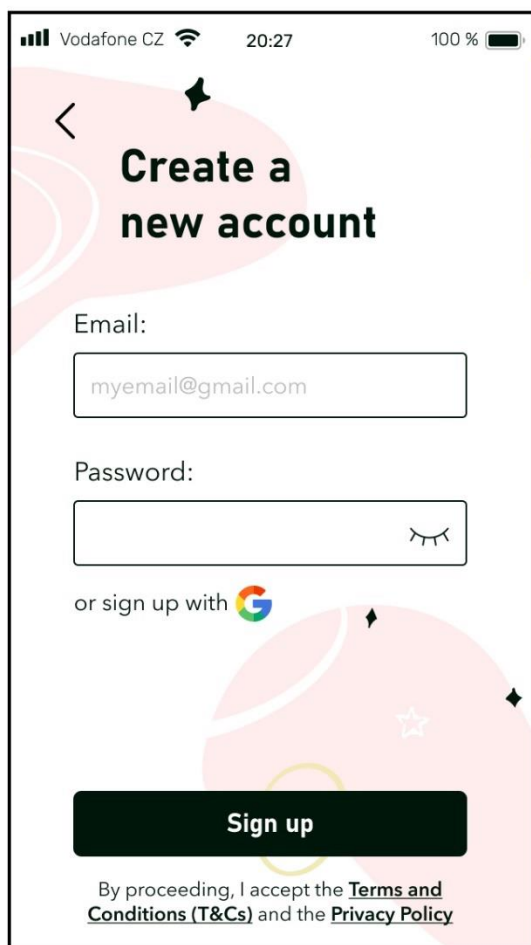 Vodafone CZ 20:27 100 %
Create a
new account
Email:
myemail@gmail.com
Password:
or sign up with
Sign up
By proceeding, I accept the Terms and
Conditions (T&Cs) and the Privacy Policy